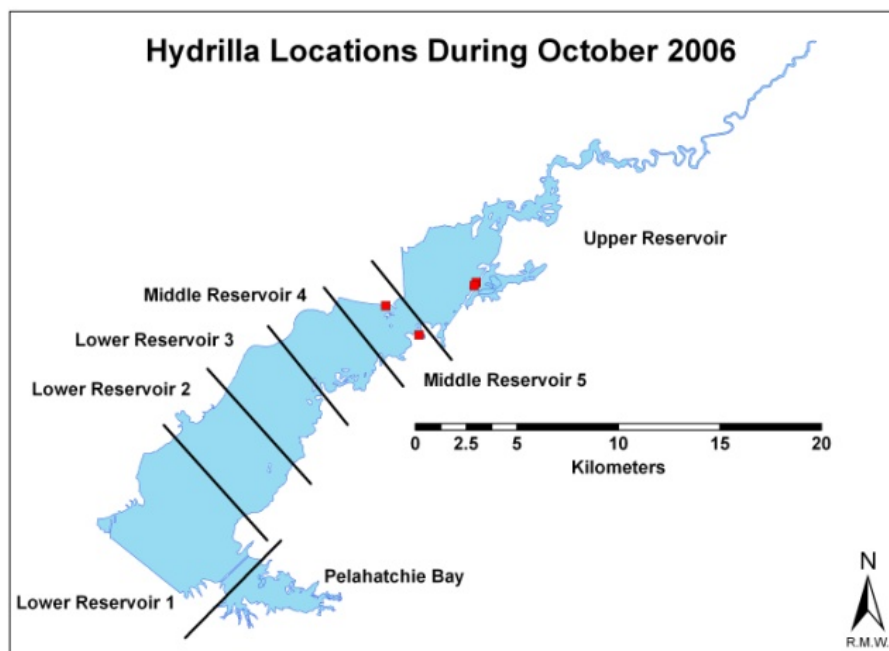 Hydrilla Locations During October 2006
Upper Reservoir
Middle Reservoir 4
Lower Reservoir 3
Lower Reservoir 2
Middle Reservoir 5
0 2.5 5 10 15 20
Kilometers
Pelahatchie Bay
Lower Reservoir 1
N
R.M.W.